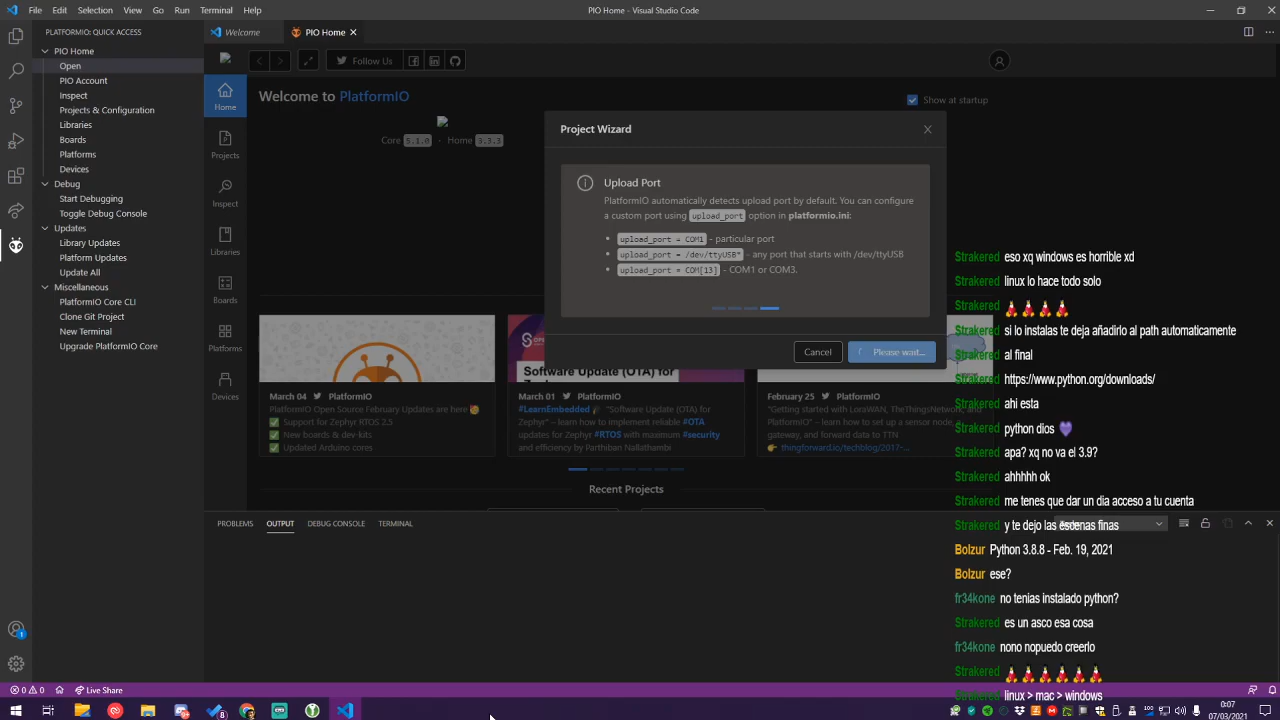 File Edit Selection View Go Run Terminal Help
PIO Home - Visual Studio Code
PLATFORMIO: QUICK ACCESS
PIO Home
Open
PIO Account
Inspect
Projects & Configuration
Libraries
Boards
Platforms
Devices
Debug
Start Debugging
Toggle Debug Console
Updates
Library Updates
Platform Updates
Update All
Miscellaneous
PlatformIO Core CLI
Clone Git Project
New Terminal
Upgrade PlatformIO Core
Welcome
PIO Home
Follow Us
Home
Projects
Inspect
Libraries
Boards
Platforms
Devices
Welcome to PlatformIO
Show at startup
Core 5.1.0 · Home 3.3.3
Project Wizard
Upload Port
PlatformIO automatically detects upload port by default. You can configure
a custom port using upload_port option in platformio.ini:
upload_port = COM1 - particular port
upload_port = /dev/ttyUSB* - any port that starts with /dev/ttyUSB
upload_port = COM[13] - COM1 or COM3.
Cancel
Please wait...
Software Update (OTA) for
March 04 PlatformIO
PlatformIO Open Source February Updates are here
Support for Zephyr RTOS 2.5
New boards & dev-kits
Updated Arduino cores
March 01 PlatformIO
#LearnEmbedded "Software Update (OTA) for
Zephyr" – learn how to implement reliable #OTA
updates for Zephyr #RTOS with maximum #security
and efficiency by Parthiban Nallathambi
February 25 PlatformIO
"Getting started with LoraWAN, TheThingsNetwork, and
PlatformIO" – learn how to set up a sensor node,
gateway, and forward data to TTN
thingforward.io/techblog/2017-...
Recent Projects
PROBLEMS OUTPUT DEBUG CONSOLE TERMINAL
Strakered eso xq windows es horrible xd
Strakered linux lo hace todo solo
Strakered
Strakered si lo instalas te deja añadirlo al path automaticamente
Strakered al final
Strakered https://www.python.org/downloads/
Strakered ahi esta
Strakered python dios
Strakered apa? xq no va el 3.9?
Strakered ahhhhh ok
Strakered me tenes que dar un dia acceso a tu cuenta
Strakered y te dejo las escenas finas
Bolzur Python 3.8.8 - Feb. 19, 2021
Bolzur ese?
fr34kone no tenias instalado python?
Strakered es un asco esa cosa
fr34kone nono nopuedo creerlo
Strakered
Strakered linux > mac > windows
1
0 0 Live Share
8
100
0:07
07/03/2021